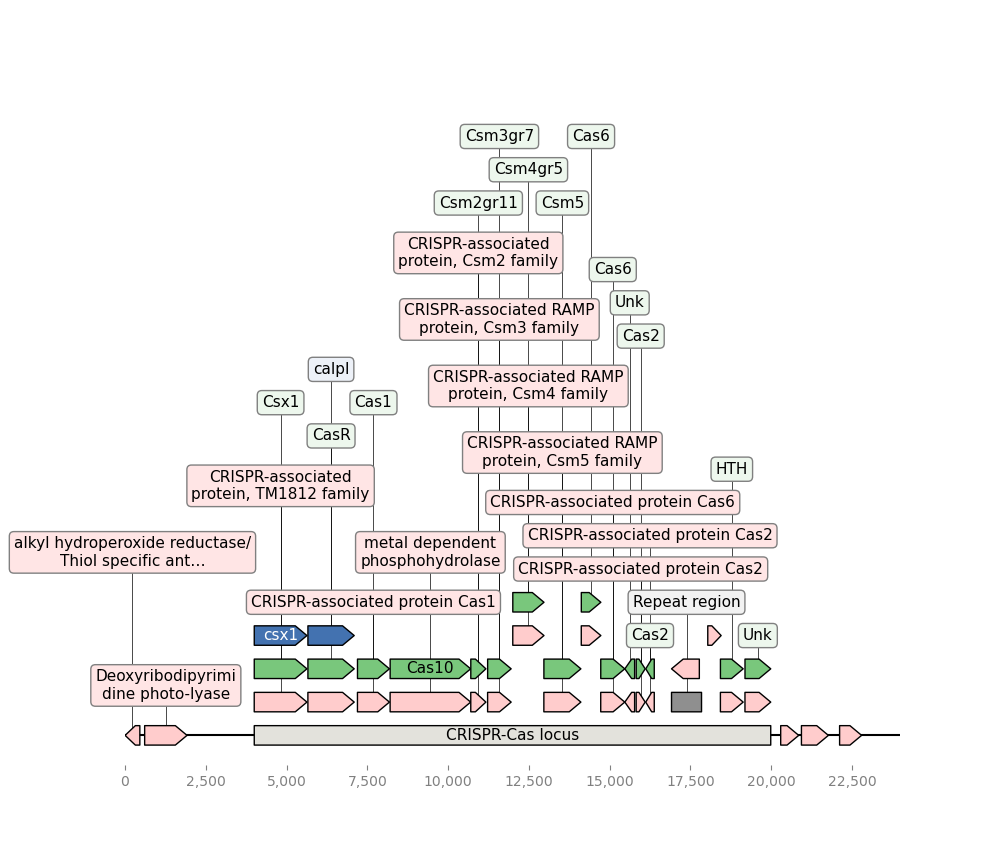 Csm3gr7
Cas6
Csm4gr5
Csm2gr11
Csm5
CRISPR-associated
protein, Csm2 family
Cas6
Unk
CRISPR-associated RAMP
protein, Csm3 family
Cas2
calpl
CRISPR-associated RAMP
protein, Csm4 family
Csx1
Cas1
CasR
CRISPR-associated RAMP
protein, Csm5 family
HTH
CRISPR-associated
protein, TM1812 family
CRISPR-associated protein Cas6
CRISPR-associated protein Cas2
alkyl hydroperoxide reductase/
Thiol specific ant...
metal dependent
phosphohydrolase
CRISPR-associated protein Cas2
CRISPR-associated protein Cas1
Repeat region
csx1
Cas2
Unk
Cas10
Deoxyribodipyrimi
dine photo-lyase
CRISPR-Cas locus
0 2,500 5,000 7,500 10,000 12,500 15,000 17,500 20,000 22,500